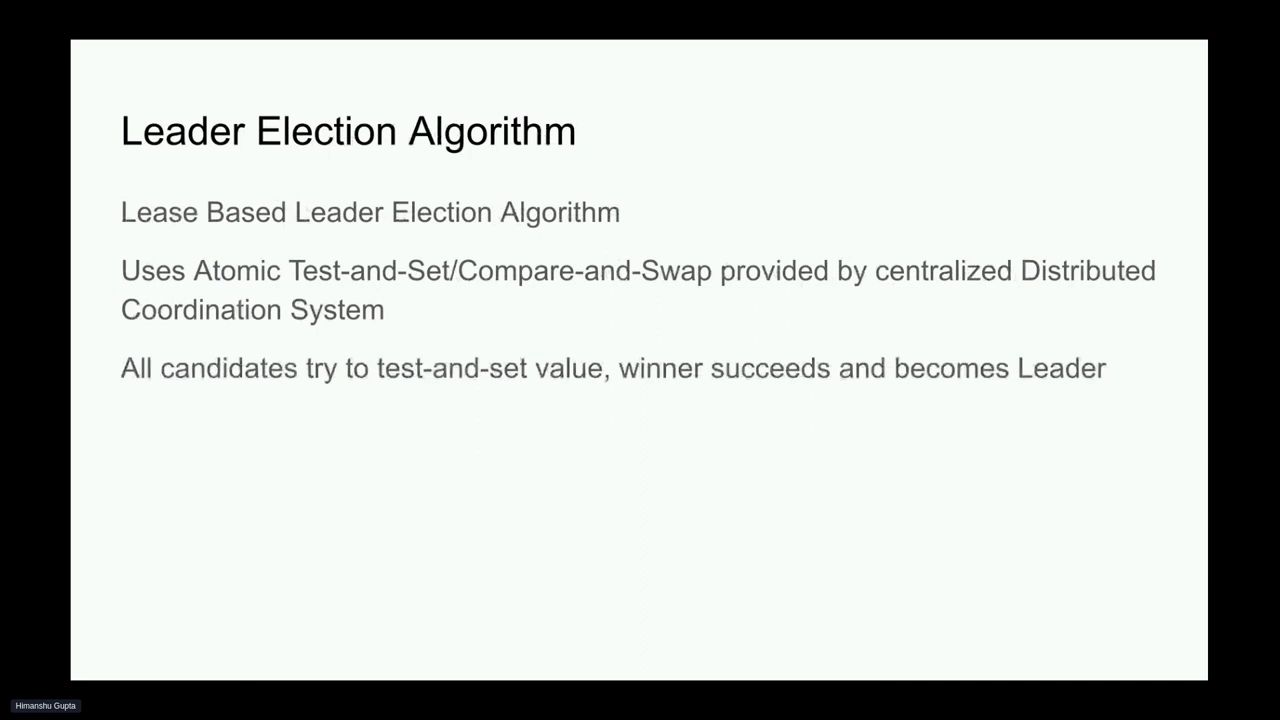 Leader Election Algorithm
Lease Based Leader Election Algorithm
Uses Atomic Test-and-Set/Compare-and-Swap provided by centralized Distributed
Coordination System
All candidates try to test-and-set value, winner succeeds and becomes Leader
Himanshu Gupta